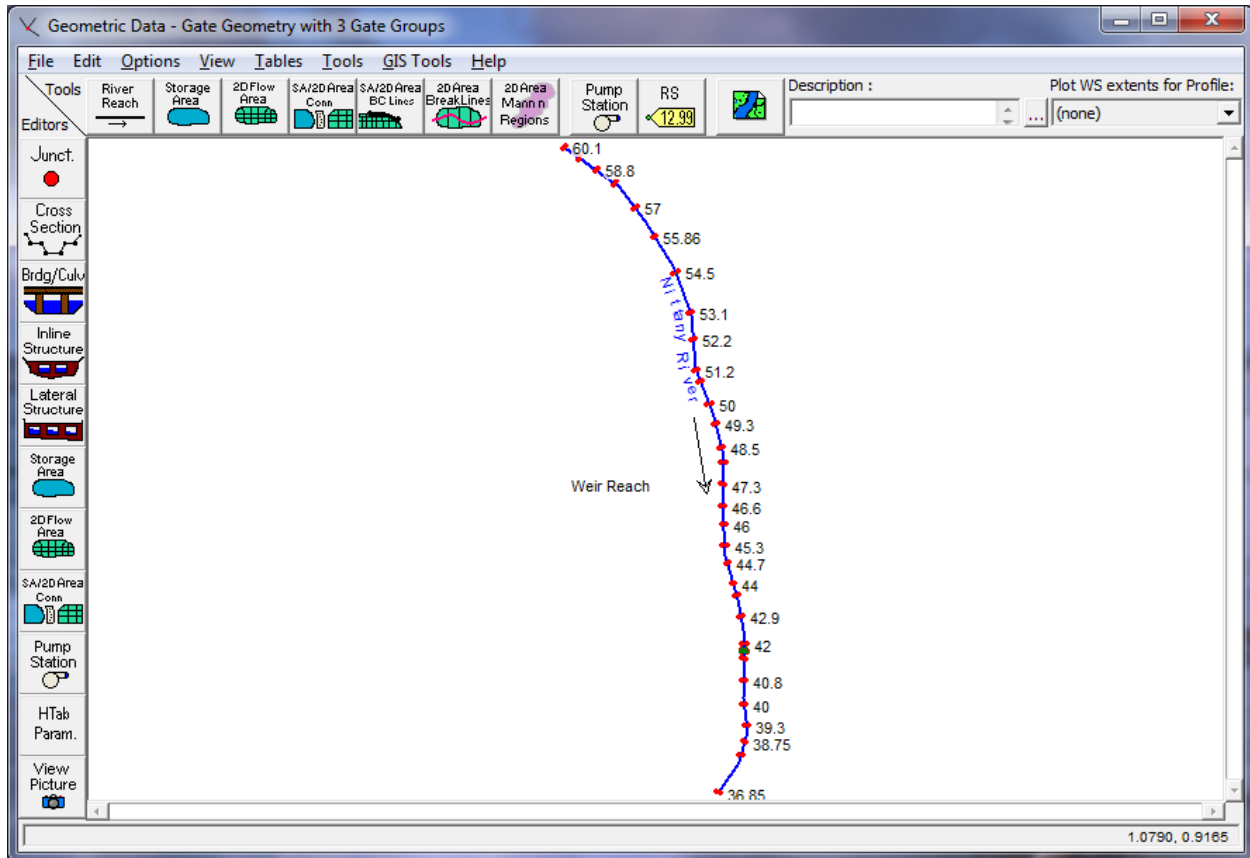 Geometric Data - Gate Geometry with 3 Gate Groups
File Edit Options View Tables Tools GIS Tools Help
Tools
Editors
River
Reach
Storage
Area
2D Flow
Area
SA/2D Area
Conn
SA/2D Area
BC Lines
2D Area
BreakLines
2D Area
Mann n
Regions
Pump
Station
RS
12.99
Description :
...
Plot WS extents for Profile:
(none)
Junct.
Cross
Section
Brdg/Culv
Inline
Structure
Lateral
Structure
Storage
Area
2D Flow
Area
SA/2D Area
Conn
Pump
Station
HTab
Param.
View
Picture
60.1
58.8
57
55.86
54.5
Nittany River
53.1
52.2
51.2
50
49.3
48.5
Weir Reach
47.3
46.6
46
45.3
44.7
44
42.9
42
40.8
40
39.3
38.75
36.85
1.0790, 0.9165